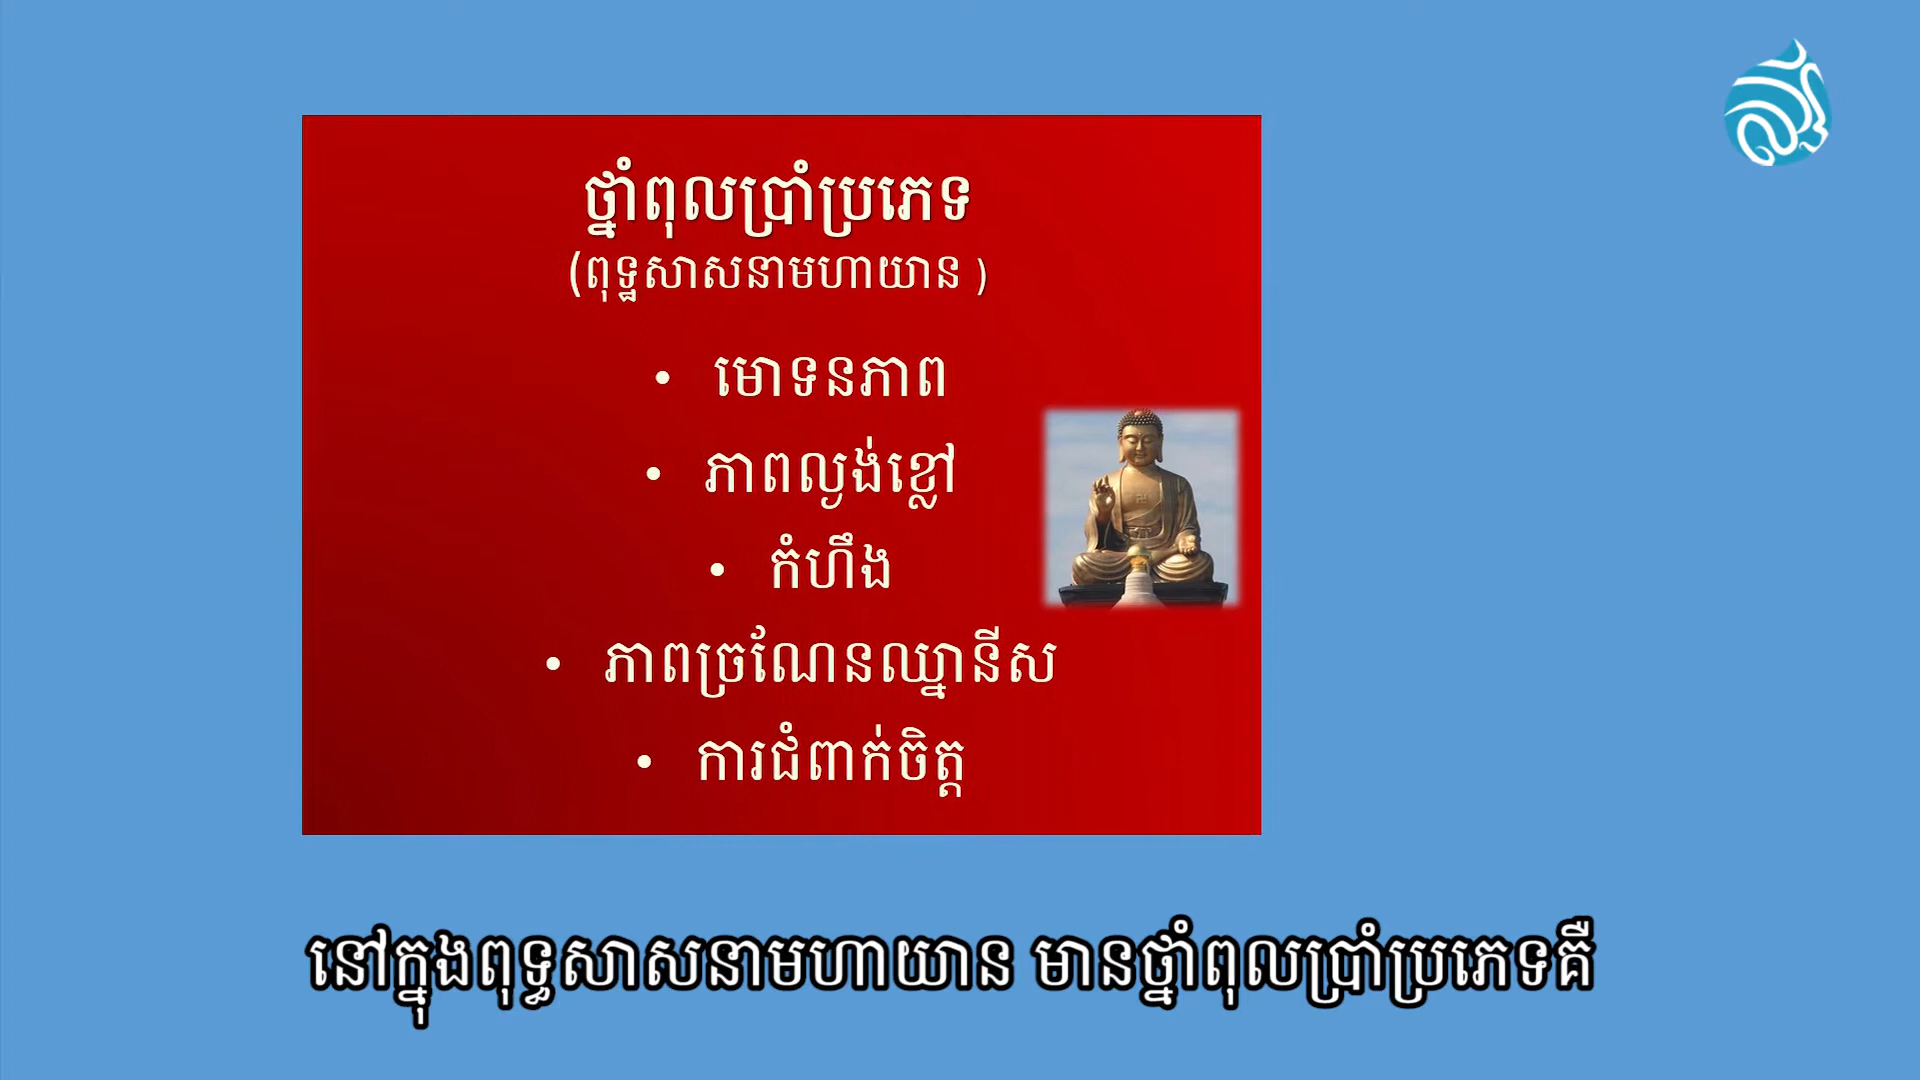 ថ្នាំពុលប្រាំប្រភេទ
(ពុទ្ឋសាសនាមហាយាន )
• មោទនភាព
• ភាពល្ងង់ខ្លៅ
• កំហឹង
• ភាពច្រណែនឈ្នានីស
• ការជំពាក់ចិត្ត
នៅក្នុងពុទ្ធសាសនាមហាយាន មានថ្នាំពុលប្រាំប្រភេទគឺ